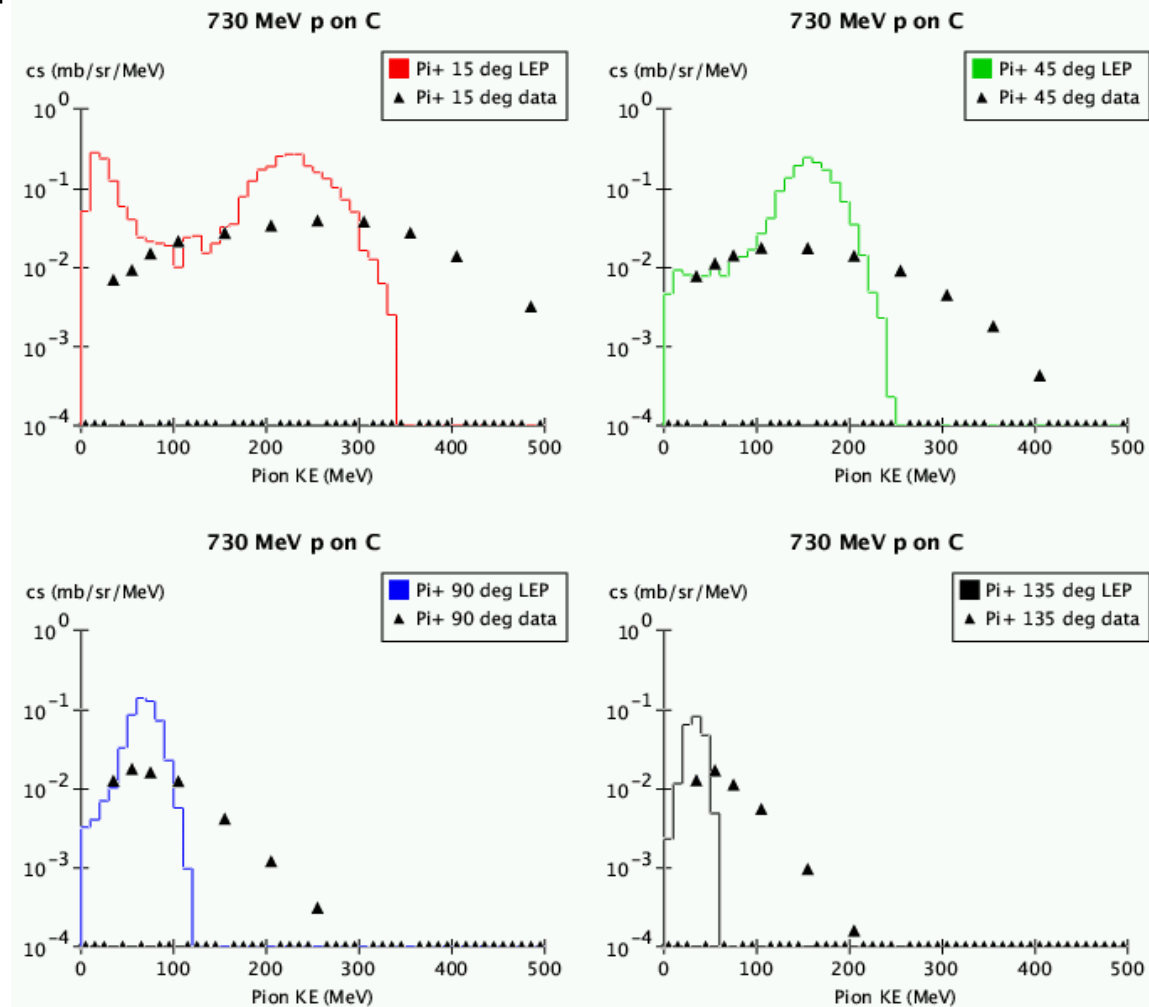 730 MeV p on C
cs (mb/sr/MeV)
Pi+ 15 deg LEP
Pi+ 15 deg data
10^0
10^-1
10^-2
10^-3
10^-4
0 100 200 300 400 500
Pion KE (MeV)
730 MeV p on C
cs (mb/sr/MeV)
Pi+ 45 deg LEP
Pi+ 45 deg data
10^0
10^-1
10^-2
10^-3
10^-4
0 100 200 300 400 500
Pion KE (MeV)
730 MeV p on C
cs (mb/sr/MeV)
Pi+ 90 deg LEP
Pi+ 90 deg data
10^0
10^-1
10^-2
10^-3
10^-4
0 100 200 300 400 500
Pion KE (MeV)
730 MeV p on C
cs (mb/sr/MeV)
Pi+ 135 deg LEP
Pi+ 135 deg data
10^0
10^-1
10^-2
10^-3
10^-4
0 100 200 300 400 500
Pion KE (MeV)